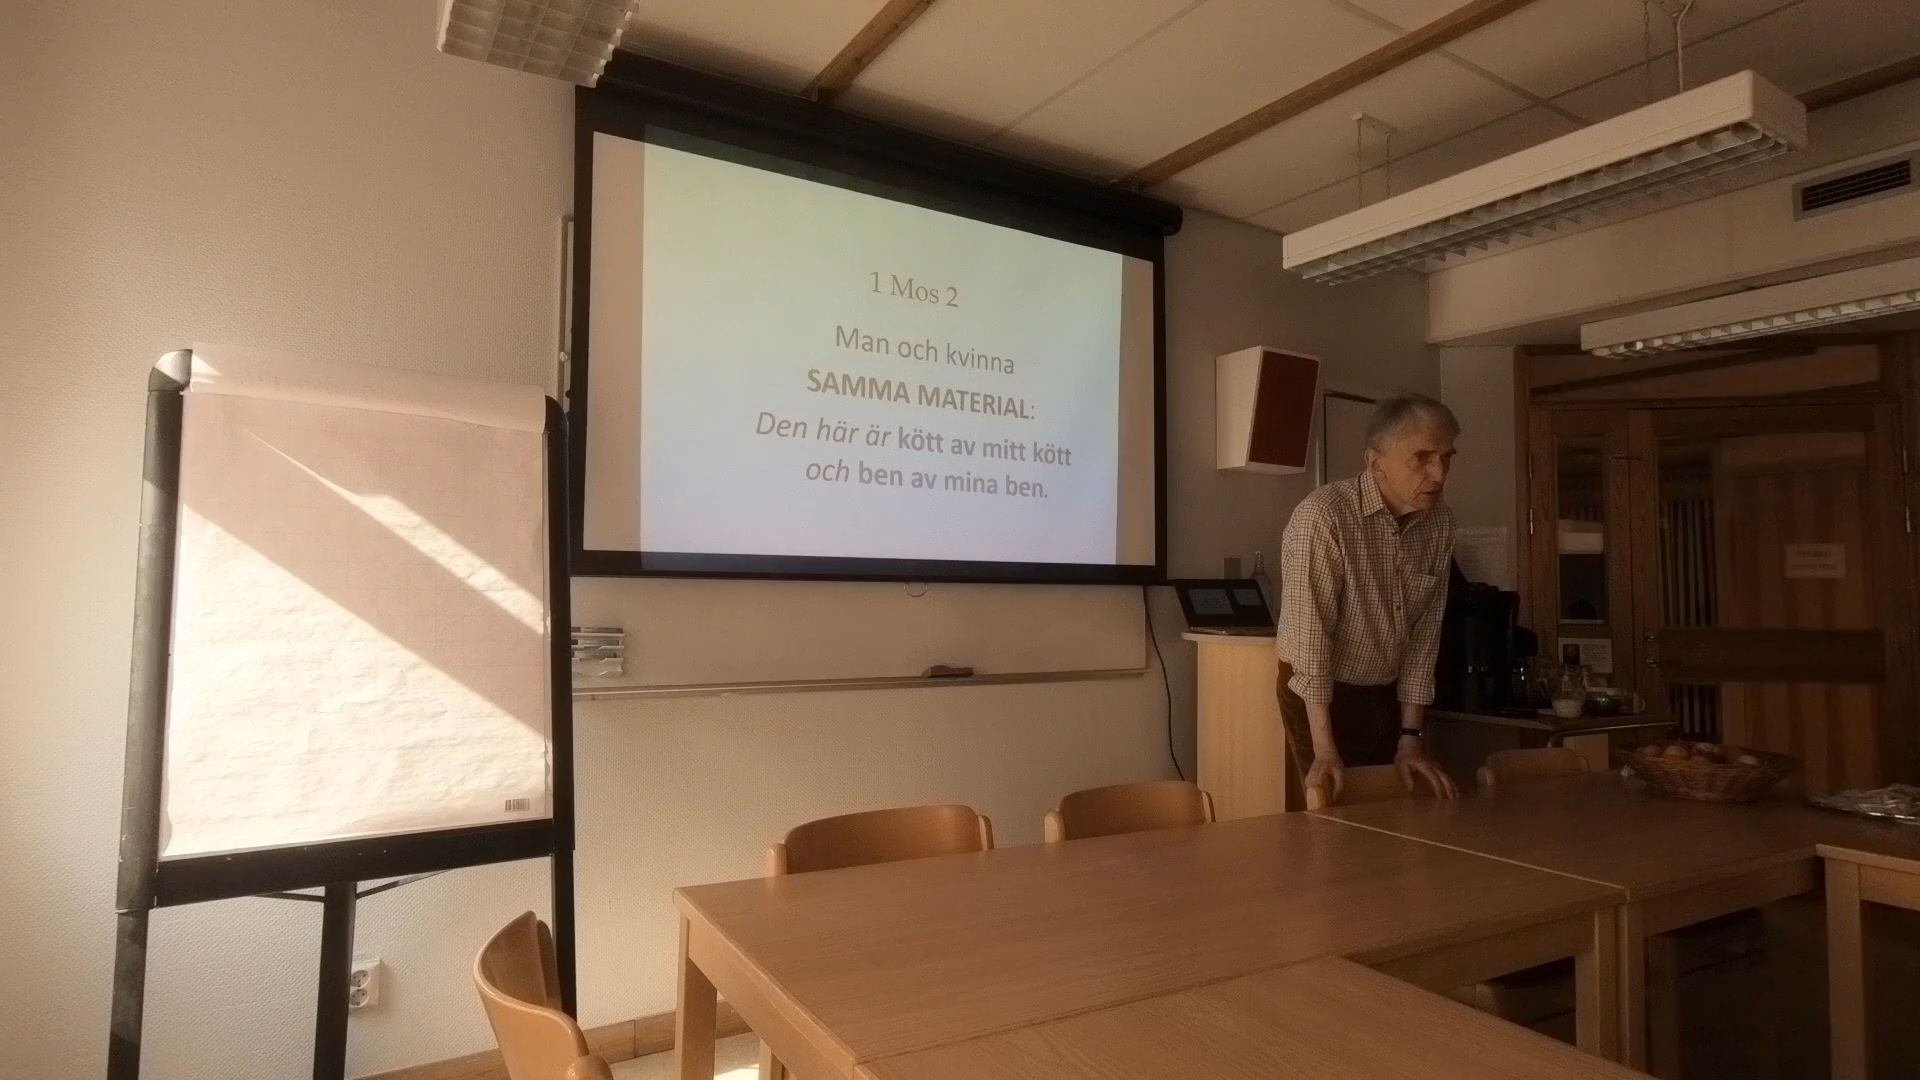 1 Mos 2
Man och kvinna
SAMMA MATERIAL:
Den här är kött av mitt kött
och ben av mina ben.